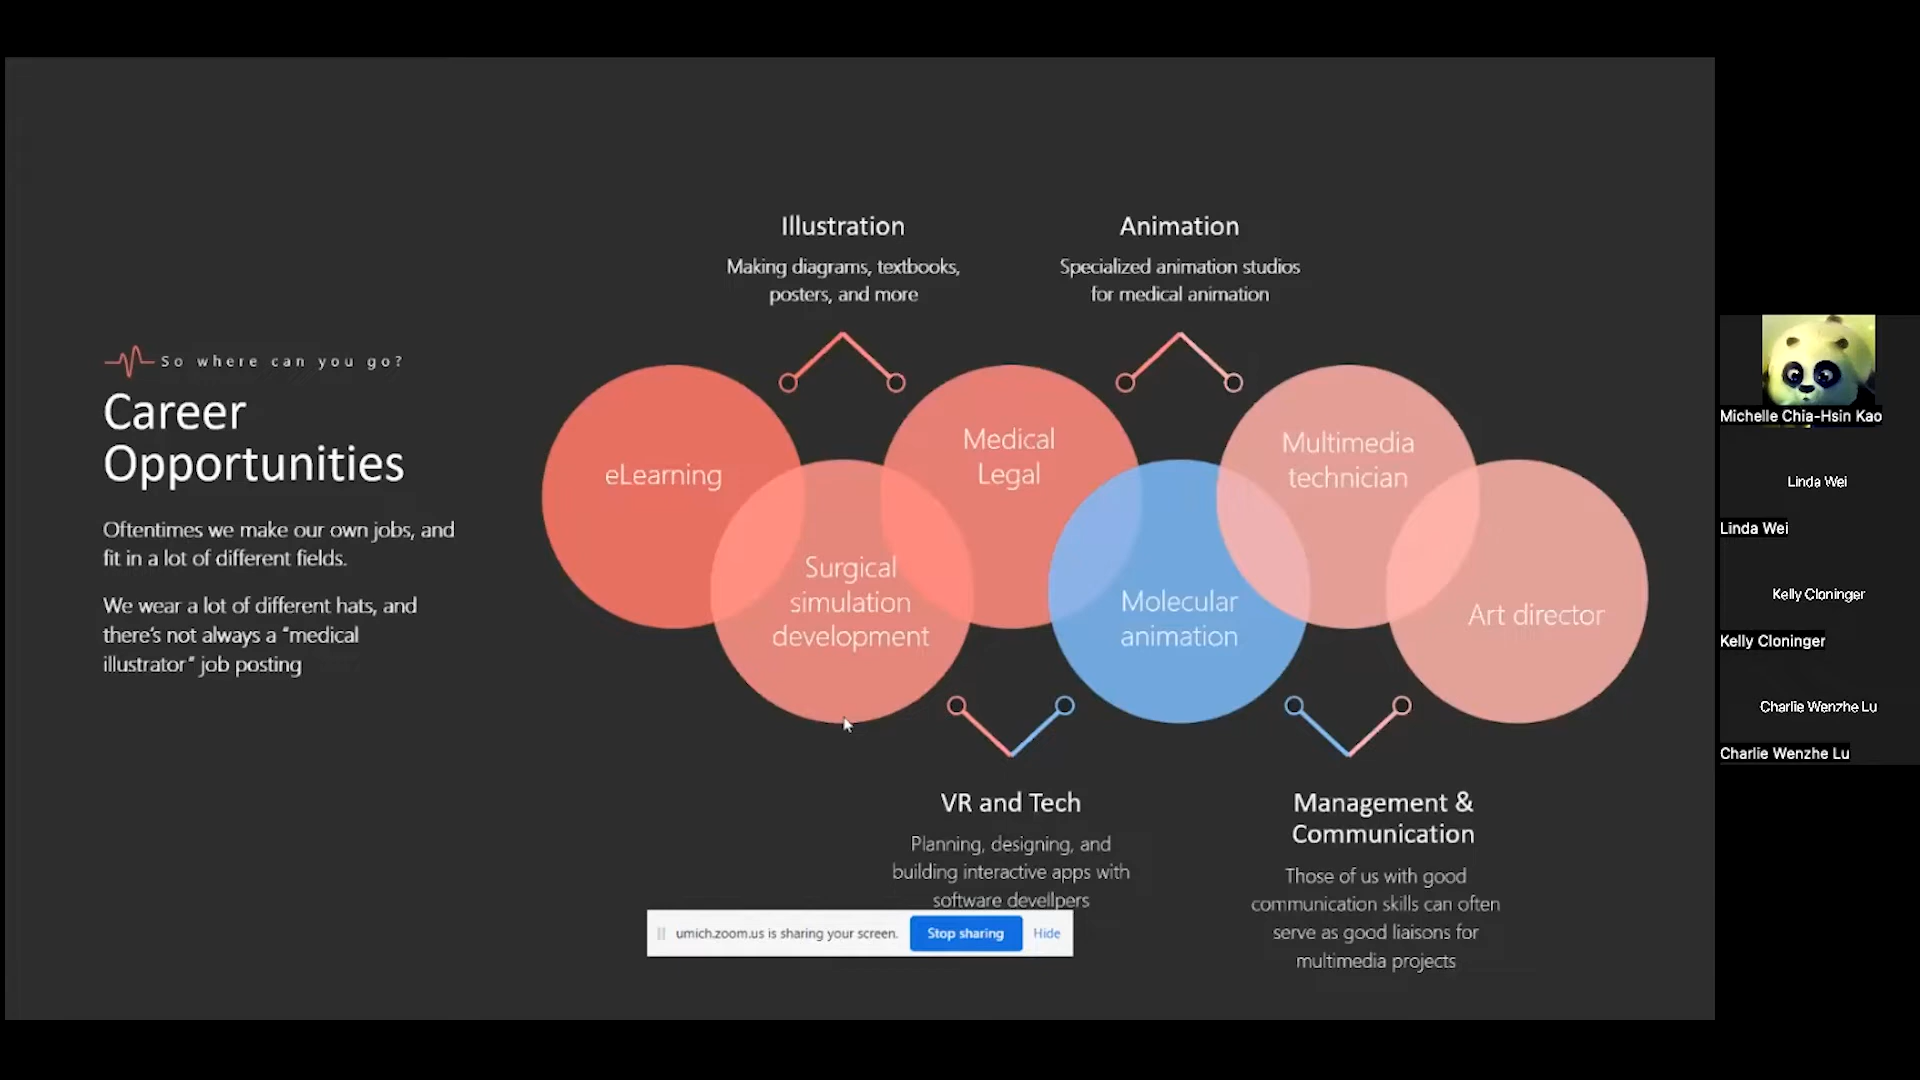 So where can you go?
Career
Opportunities
Oftentimes we make our own jobs, and
fit in a lot of different fields.
We wear a lot of different hats, and
there's not always a "medical
illustrator" job posting
Illustration
Making diagrams, textbooks,
posters, and more
Animation
Specialized animation studios
for medical animation
eLearning
Surgical
simulation
development
Medical
Legal
Molecular
animation
Multimedia
technician
Art director
VR and Tech
Planning, designing, and
building interactive apps with
software devellpers
Management &
Communication
Those of us with good
communication skills can often
serve as good liaisons for
multimedia projects
umich.zoom.us is sharing your screen.
Stop sharing
Hide
Michelle Chia-Hsin Kao
Linda Wei
Linda Wei
Kelly Cloninger
Kelly Cloninger
Charlie Wenzhe Lu
Charlie Wenzhe Lu